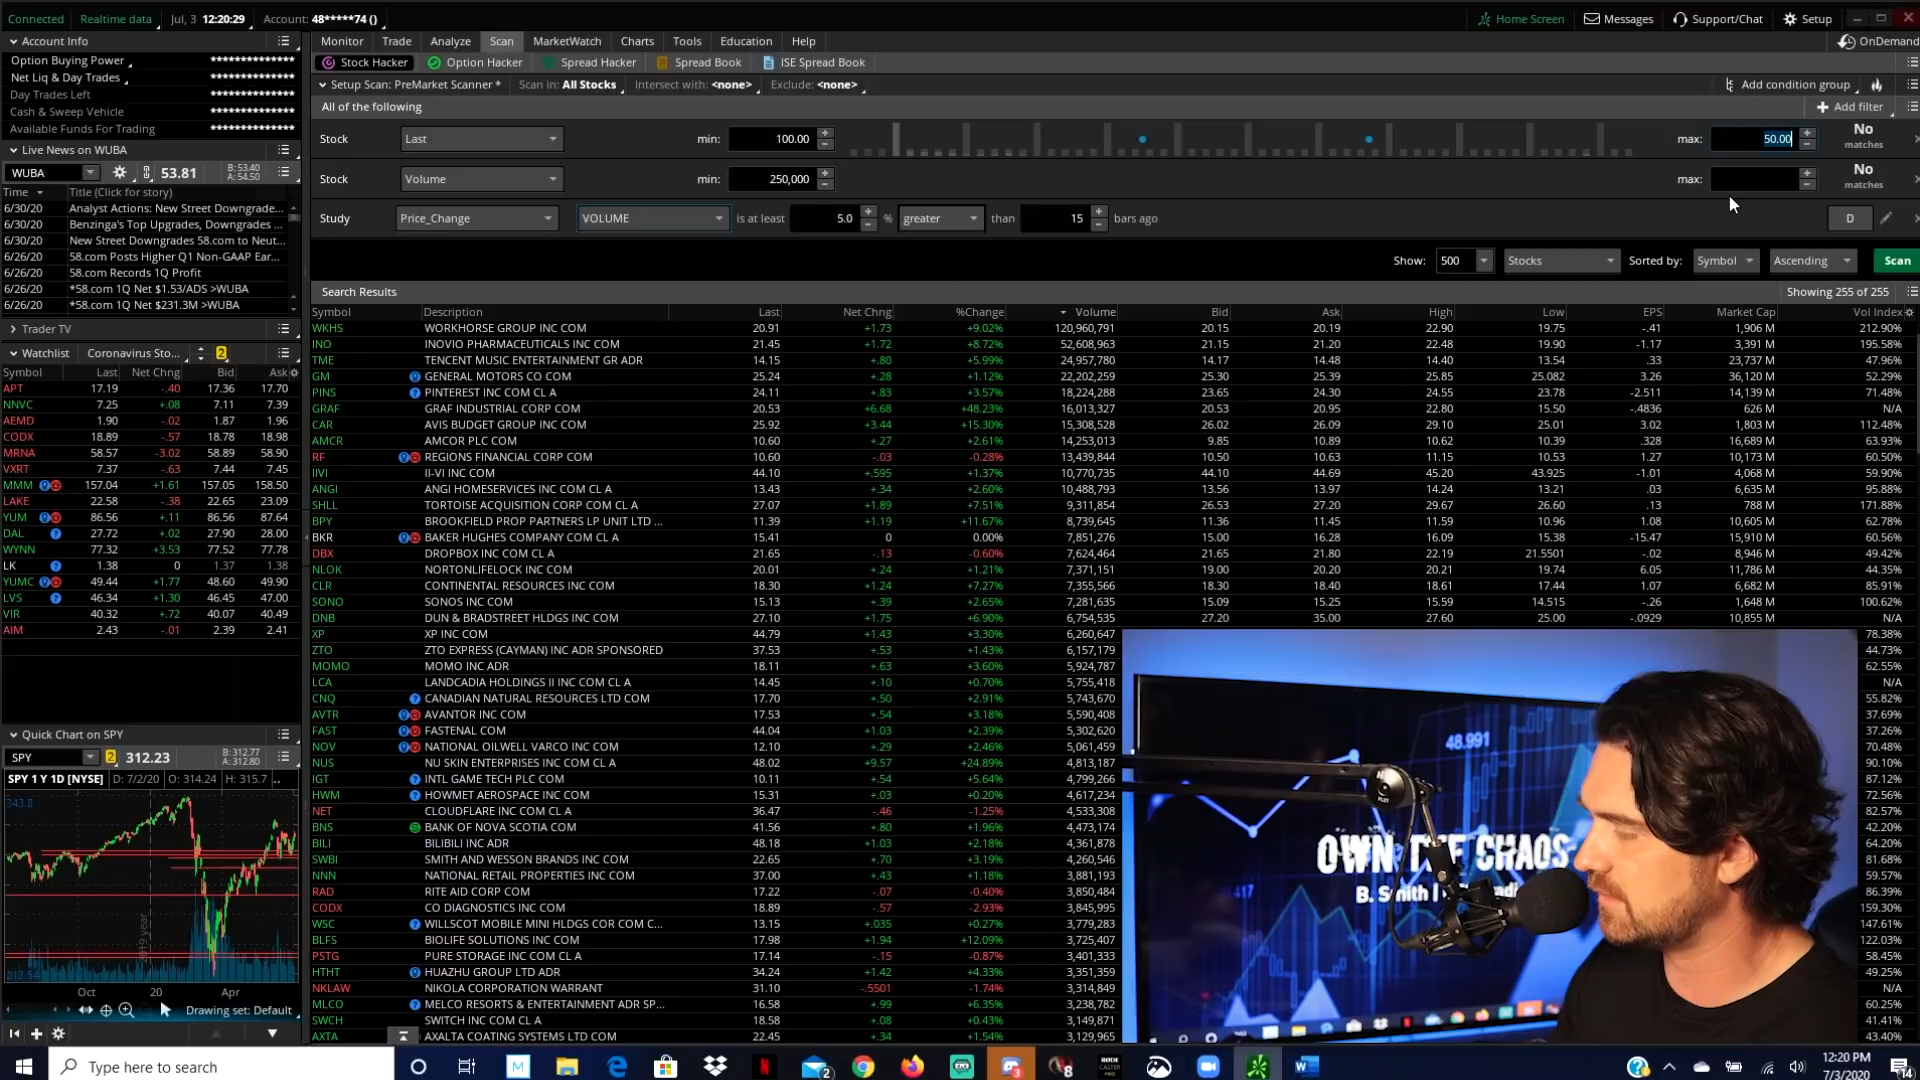 Connected Realtime data Jul, 3 12:20:29 Account: 48*****74 () Home Screen Messages Support/Chat Setup
Account Info
Option Buying Power ****************
Net Liq & Day Trades ****************
Day Trades Left ****************
Cash & Sweep Vehicle ****************
Available Funds For Trading ****************
Live News on WUBA
WUBA 53.81 B: 53.40 A: 54.50
Time Title (Click for story)
6/30/20 Analyst Actions: New Street Downgrade...
6/30/20 Benzinga's Top Upgrades, Downgrades ...
6/30/20 New Street Downgrades 58.com to Neut...
6/26/20 58.com Posts Higher Q1 Non-GAAP Ear...
6/26/20 58.com Records 1Q Profit
6/26/20 *58.com 1Q Net $1.53/ADS >WUBA
6/26/20 *58.com 1Q Net $231.3M >WUBA
Trader TV
Watchlist Coronavirus Sto... 2
Symbol Last Net Chng Bid Ask
APT 17.19 -.40 17.36 17.70
NNVC 7.25 +.08 7.11 7.39
AEMD 1.90 -.02 1.87 1.96
CODX 18.89 -.57 18.78 18.98
MRNA 58.57 -3.02 58.89 58.90
VXRT 7.37 -.63 7.44 7.45
MMM 157.04 +1.61 157.05 158.50
LAKE 22.58 -.38 22.65 23.09
YUM 86.56 +.11 86.56 87.64
DAL 27.72 +.02 27.90 28.00
WYNN 77.32 +3.53 77.52 77.78
LK 1.38 0 1.37 1.38
YUMC 49.44 +1.77 48.60 49.90
LVS 46.34 +1.30 46.45 47.00
VIR 40.32 +.72 40.07 40.49
AIM 2.43 -.01 2.39 2.41
Quick Chart on SPY
SPY 2 312.23 B: 312.77 A: 312.80
SPY 1 Y 1D [NYSE] D: 7/2/20 O: 314.24 H: 315.7 ..
343.8
2019 year
213.54
Oct 20 Apr
Drawing set: Default
Monitor Trade Analyze Scan MarketWatch Charts Tools Education Help OnDemand
Stock Hacker Option Hacker Spread Hacker Spread Book ISE Spread Book
Setup Scan: PreMarket Scanner * Scan in: All Stocks Intersect with: <none> Exclude: <none> Add condition group
All of the following Add filter
Stock Last min: 100.00 max: 50.00 No matches
Stock Volume min: 250,000 max: No matches
Study Price_Change VOLUME is at least 5.0 % greater than 15 bars ago D
Show: 500 Stocks Sorted by: Symbol Ascending Scan
Search Results Showing 255 of 255
Symbol Description Last Net Chng %Change Volume Bid Ask High Low EPS Market Cap Vol Index
WKHS WORKHORSE GROUP INC COM 20.91 +1.73 +9.02% 120,960,791 20.15 20.19 22.90 19.75 -.41 1,906 M 212.90%
INO INOVIO PHARMACEUTICALS INC COM 21.45 +1.72 +8.72% 52,608,963 21.15 21.20 22.48 19.90 -1.17 3,391 M 195.58%
TME TENCENT MUSIC ENTERTAINMENT GR ADR 14.15 +.80 +5.99% 24,957,780 14.17 14.48 14.40 13.54 .33 23,737 M 47.96%
GM GENERAL MOTORS CO COM 25.24 +.28 +1.12% 22,202,259 25.30 25.39 25.85 25.082 3.26 36,120 M 52.29%
PINS PINTEREST INC COM CL A 24.11 +.83 +3.57% 18,224,288 23.65 24.30 24.55 23.78 -2.511 14,139 M 71.48%
GRAF GRAF INDUSTRIAL CORP COM 20.53 +6.68 +48.23% 16,013,327 20.53 20.95 22.80 15.50 -.4836 626 M N/A
CAR AVIS BUDGET GROUP INC COM 25.92 +3.44 +15.30% 15,308,528 26.02 26.09 29.10 25.01 3.02 1,803 M 112.48%
AMCR AMCOR PLC COM 10.60 +.27 +2.61% 14,253,013 9.85 10.89 10.62 10.39 .328 16,689 M 63.93%
RF REGIONS FINANCIAL CORP COM 10.60 -.03 -0.28% 13,439,844 10.50 10.63 11.15 10.53 1.27 10,173 M 60.50%
IIVI II-VI INC COM 44.10 +.595 +1.37% 10,770,735 44.10 44.69 45.20 43.925 -1.01 4,068 M 59.90%
ANGI ANGI HOMESERVICES INC COM CL A 13.43 +.34 +2.60% 10,488,793 13.56 13.97 14.24 13.21 .03 6,635 M 95.88%
SHLL TORTOISE ACQUISITION CORP COM CL A 27.07 +1.89 +7.51% 9,311,854 26.53 27.20 29.67 26.60 .13 788 M 171.88%
BPY BROOKFIELD PROP PARTNERS LP UNIT LTD ... 11.39 +1.19 +11.67% 8,739,645 11.36 11.45 11.59 10.96 1.08 10,605 M 62.78%
BKR BAKER HUGHES COMPANY COM CL A 15.41 0 0.00% 7,851,276 15.00 16.28 16.09 15.38 -15.47 15,910 M 60.56%
DBX DROPBOX INC COM CL A 21.65 -.13 -0.60% 7,624,464 21.65 21.80 22.19 21.5501 -.02 8,946 M 49.42%
NLOK NORTONLIFELOCK INC COM 20.01 +.24 +1.21% 7,371,151 19.00 20.20 20.21 19.74 6.05 11,786 M 44.35%
CLR CONTINENTAL RESOURCES INC COM 18.30 +1.24 +7.27% 7,355,566 18.30 18.40 18.61 17.44 1.07 6,682 M 85.91%
SONO SONOS INC COM 15.13 +.39 +2.65% 7,281,635 15.09 15.25 15.59 14.515 -.26 1,648 M 100.62%
DNB DUN & BRADSTREET HLDGS INC COM 27.10 +1.75 +6.90% 6,754,535 27.20 35.00 27.60 25.00 -.0929 10,855 M N/A
XP XP INC COM 44.79 +1.43 +3.30% 6,260,647 78.38%
ZTO ZTO EXPRESS (CAYMAN) INC ADR SPONSORED 37.53 +.53 +1.43% 6,157,179 44.73%
MOMO MOMO INC ADR 18.11 +.63 +3.60% 5,924,787 62.55%
LCA LANDCADIA HOLDINGS II INC COM CL A 14.45 +.10 +0.70% 5,755,418 N/A
CNQ CANADIAN NATURAL RESOURCES LTD COM 17.70 +.50 +2.91% 5,743,670 55.82%
AVTR AVANTOR INC COM 17.53 +.54 +3.18% 5,590,408 37.69%
FAST FASTENAL COM 44.04 +1.03 +2.39% 5,302,620 37.26%
NOV NATIONAL OILWELL VARCO INC COM 12.10 +.29 +2.46% 5,061,459 70.48%
NUS NU SKIN ENTERPRISES INC COM CL A 48.02 +9.57 +24.89% 4,813,187 90.10%
IGT INTL GAME TECH PLC COM 10.11 +.54 +5.64% 4,799,266 87.12%
HWM HOWMET AEROSPACE INC COM 15.31 +.03 +0.20% 4,617,234 72.56%
NET CLOUDFLARE INC COM CL A 36.47 -.46 -1.25% 4,533,308 82.57%
BNS BANK OF NOVA SCOTIA COM 41.56 +.80 +1.96% 4,473,174 42.20%
BILI BILIBILI INC ADR 48.18 +1.03 +2.18% 4,361,878 64.20%
SWBI SMITH AND WESSON BRANDS INC COM 22.65 +.70 +3.19% 4,260,546 81.68%
NNN NATIONAL RETAIL PROPERTIES INC COM 37.00 +.43 +1.18% 3,881,193 59.57%
RAD RITE AID CORP COM 17.22 -.07 -0.40% 3,850,484 86.39%
CODX CO DIAGNOSTICS INC COM 18.89 -.57 -2.93% 3,845,995 159.30%
WSC WILLSCOT MOBILE MINI HLDGS COR COM C... 13.15 +.035 +0.27% 3,779,285 147.61%
BLFS BIOLIFE SOLUTIONS INC COM 17.98 +1.94 +12.09% 3,725,407 122.03%
PSTG PURE STORAGE INC COM CL A 17.14 -.15 -0.87% 3,401,333 58.45%
HTHT HUAZHU GROUP LTD ADR 34.24 +1.42 +4.33% 3,351,359 49.25%
NKLAW NIKOLA CORPORATION WARRANT 31.10 -.5501 -1.74% 3,314,849 N/A
MLCO MELCO RESORTS & ENTERTAINMENT ADR SP... 16.58 +.99 +6.35% 3,238,782 60.25%
SWCH SWITCH INC COM CL A 18.58 +.08 +0.43% 3,149,871 41.41%
AXTA AXALTA COATING SYSTEMS LTD COM 22.45 +.34 +1.54% 3,129,965 43.40%
48.991
OWN THE CHAOS
B. Smith |
Type here to search
12:20 PM
7/3/2020
14